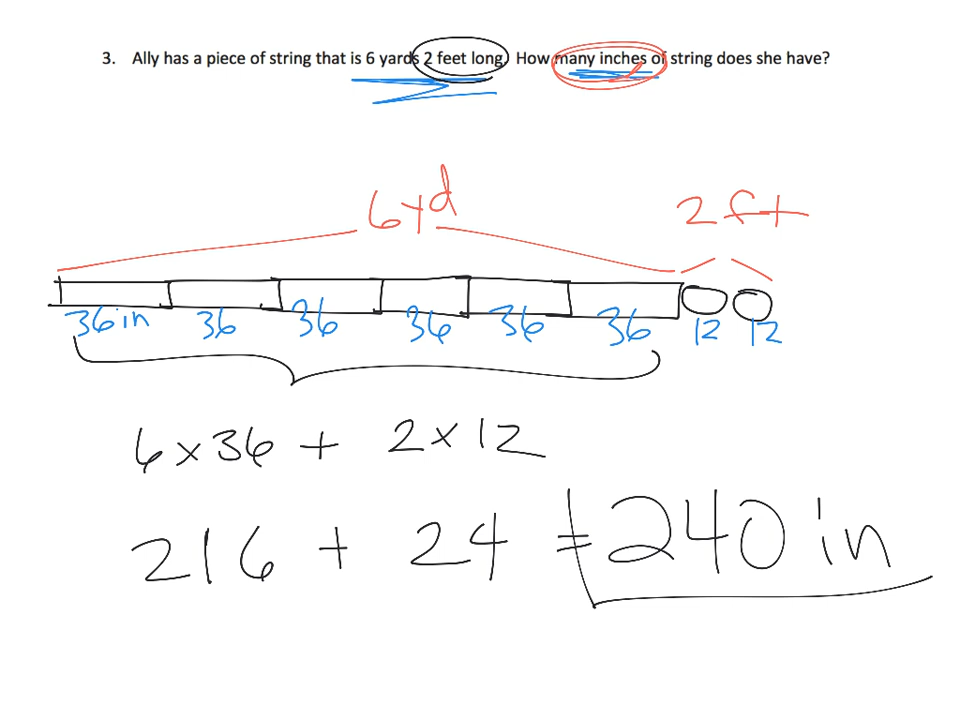 3. Ally has a piece of string that is 6 yards 2 feet long. How many inches of string does she have?
6yd 2 ft
36in 36 36 36 36 36 12 12
6 x 36 + 2 x 12
216 + 24 = 240 in